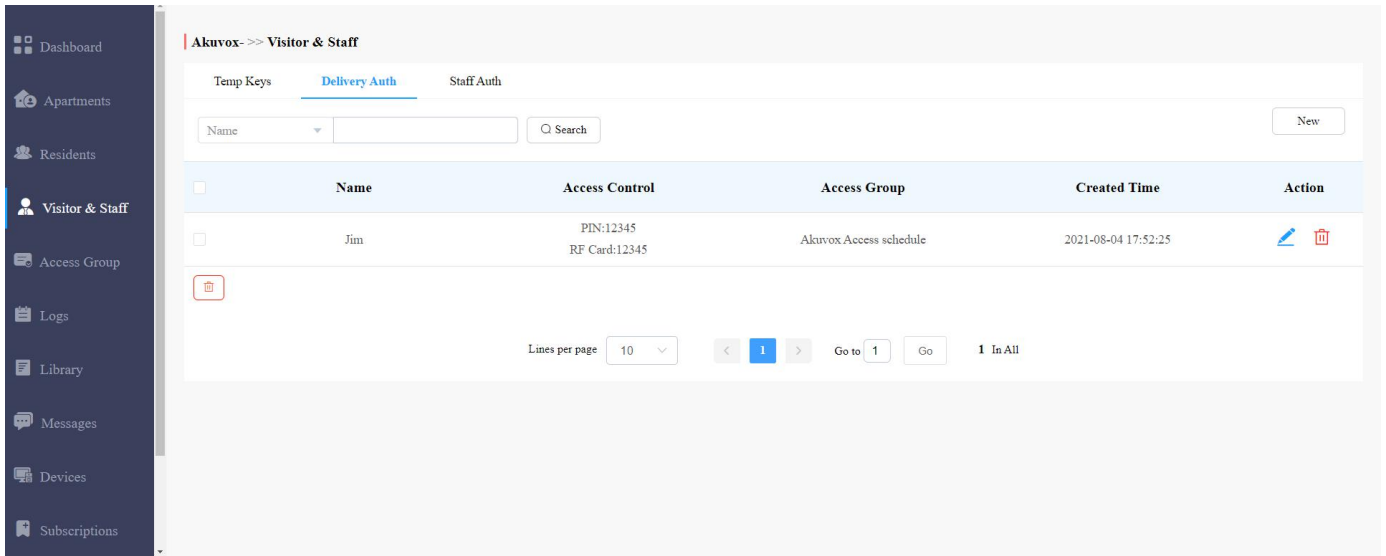 Dashboard
Apartments
Residents
Visitor & Staff
Access Group
Logs
Library
Messages
Devices
Subscriptions
Akuvox- >> Visitor & Staff
Temp Keys Delivery Auth Staff Auth
Name Search New
Name Access Control Access Group Created Time Action
Jim PIN:12345 Akuvox Access schedule 2021-08-04 17:52:25
RF Card:12345
Lines per page 10 < 1 > Go to 1 Go 1 In All